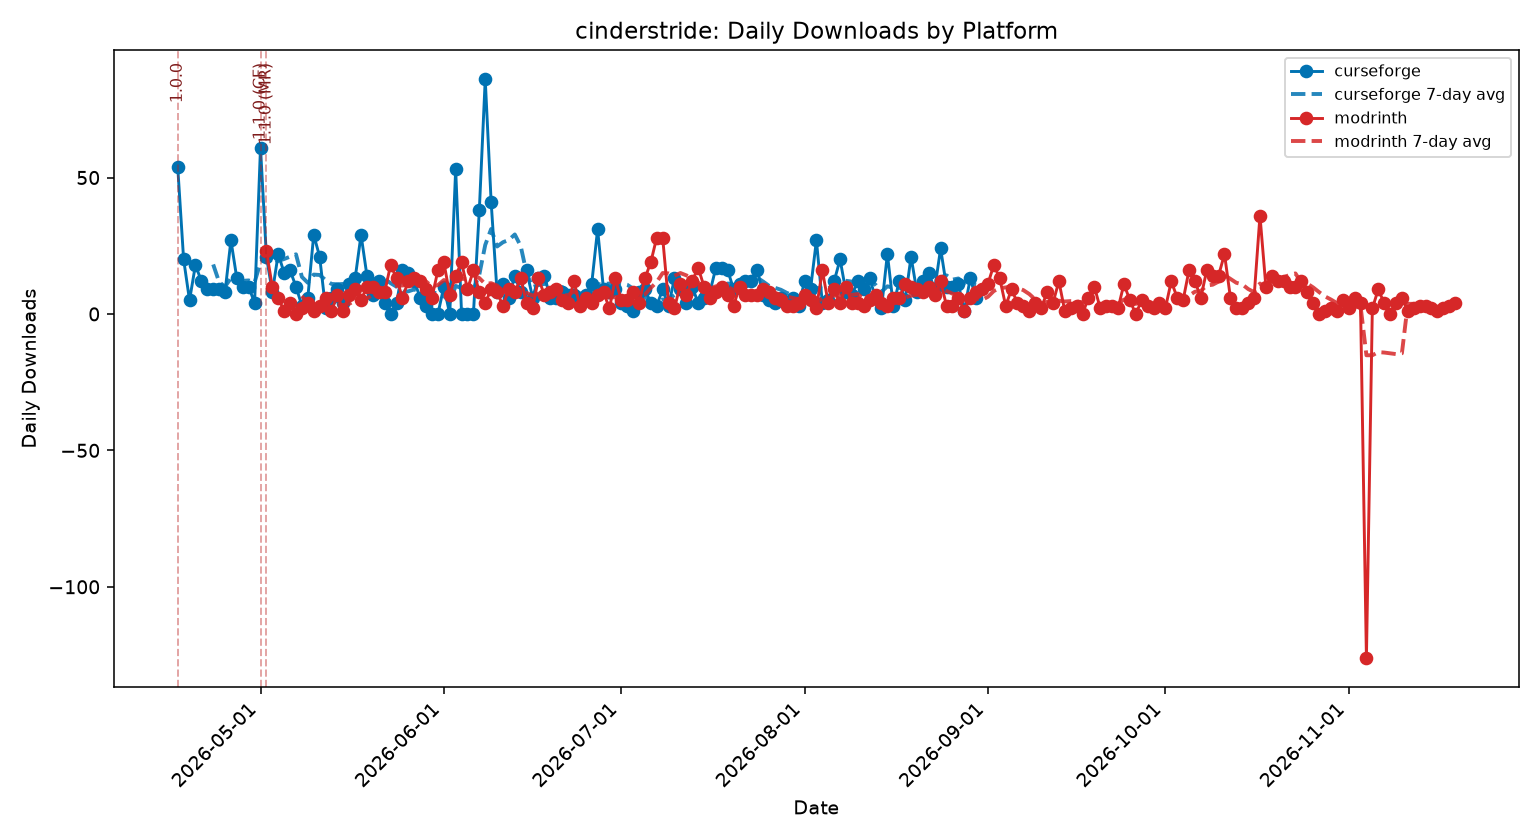 cinderstride: Daily Downloads by Platform
1.0.0
1.1.0 (CF)
1.1.0 (MR)
curseforge
curseforge 7-day avg
modrinth
modrinth 7-day avg
Daily Downloads
50
0
−50
−100
2026-05-01
2026-06-01
2026-07-01
2026-08-01
2026-09-01
2026-10-01
2026-11-01
Date